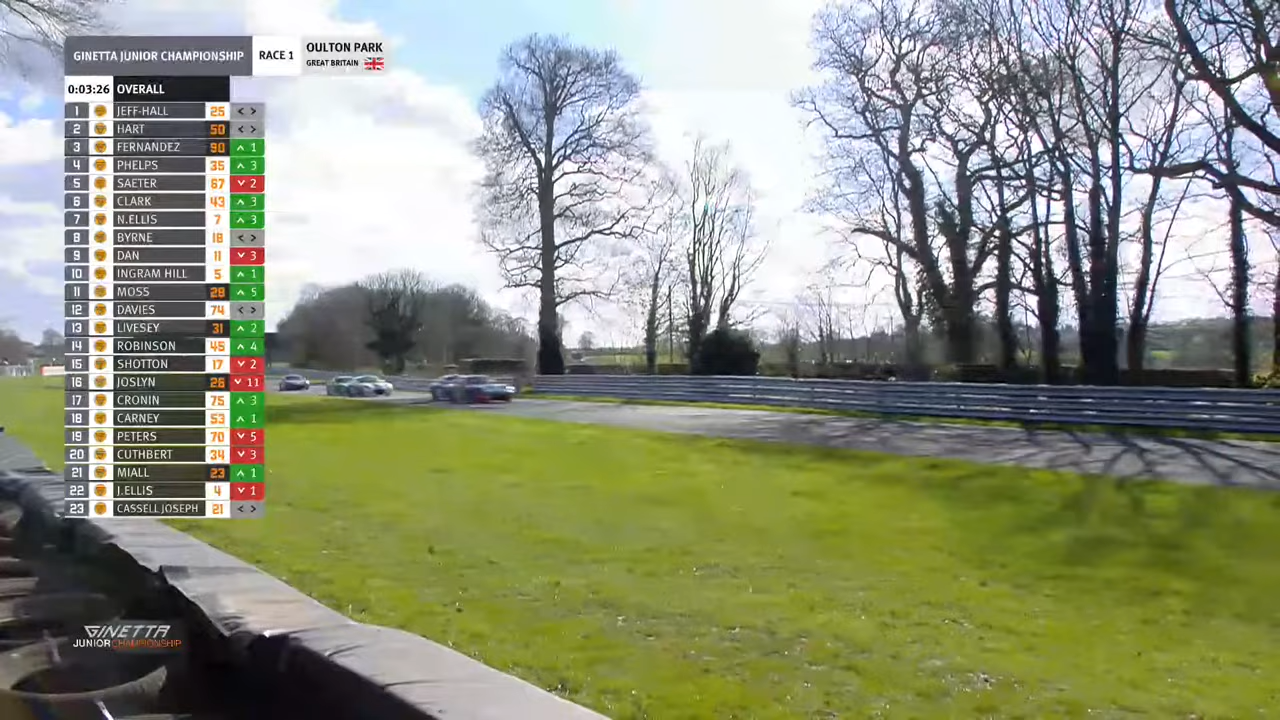 GINETTA JUNIOR CHAMPIONSHIP RACE 1 OULTON PARK
GREAT BRITAIN
0:03:26 OVERALL
1 JEFF-HALL 25 < >
2 HART 50 < >
3 FERNANDEZ 90 ^ 1
4 PHELPS 35 ^ 3
5 SAETER 67 v 2
6 CLARK 43 ^ 3
7 N.ELLIS 7 ^ 3
8 BYRNE 18 < >
9 DAN 11 v 3
10 INGRAM HILL 5 ^ 1
11 MOSS 29 ^ 5
12 DAVIES 74 < >
13 LIVESEY 31 ^ 2
14 ROBINSON 45 ^ 4
15 SHOTTON 17 v 2
16 JOSLYN 26 v 11
17 CRONIN 75 ^ 3
18 CARNEY 53 ^ 1
19 PETERS 70 v 5
20 CUTHBERT 34 v 3
21 MIALL 23 ^ 1
22 J.ELLIS 4 v 1
23 CASSELL JOSEPH 21 < >
GINETTA
JUNIOR CHAMPIONSHIP